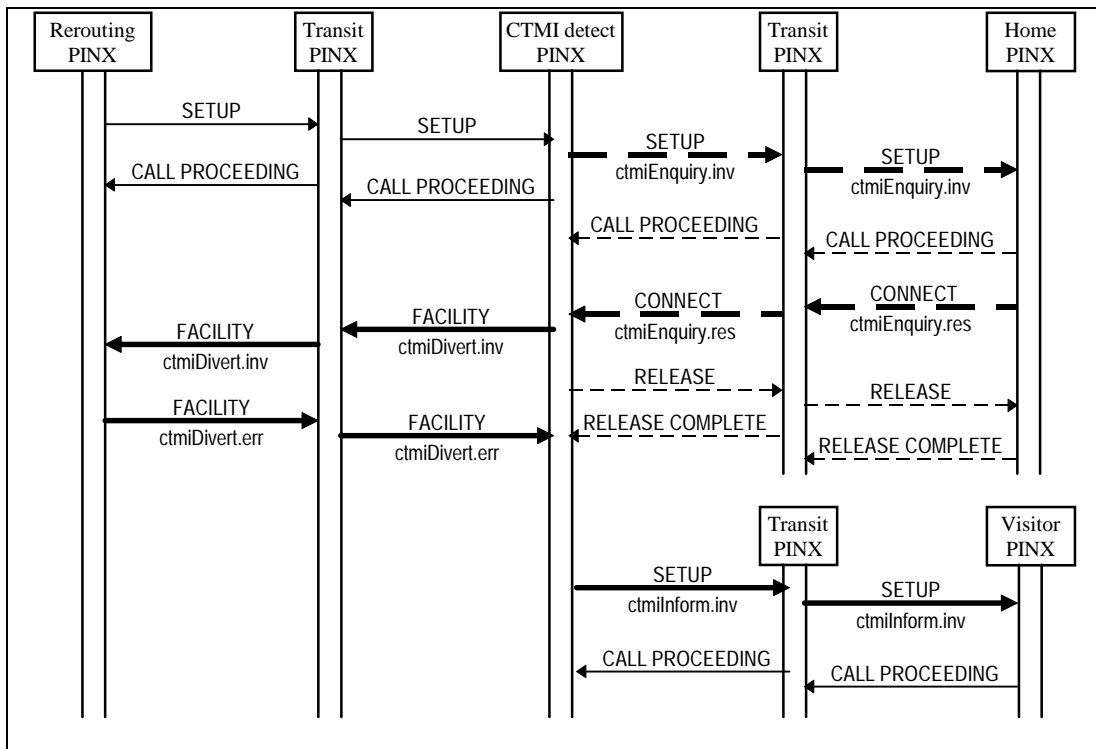 Rerouting
PINX
Transit
PINX
CTMI detect
PINX
Transit
PINX
Home
PINX
SETUP
SETUP
SETUP
ctmiEnquiry.inv
SETUP
ctmiEnquiry.inv
CALL PROCEEDING
CALL PROCEEDING
CALL PROCEEDING
CALL PROCEEDING
CONNECT
ctmiEnquiry.res
CONNECT
ctmiEnquiry.res
FACILITY
ctmiDivert.inv
FACILITY
ctmiDivert.inv
RELEASE
RELEASE
FACILITY
ctmiDivert.err
FACILITY
ctmiDivert.err
RELEASE COMPLETE
RELEASE COMPLETE
Transit
PINX
Visitor
PINX
SETUP
ctmiInform.inv
SETUP
ctmiInform.inv
CALL PROCEEDING
CALL PROCEEDING